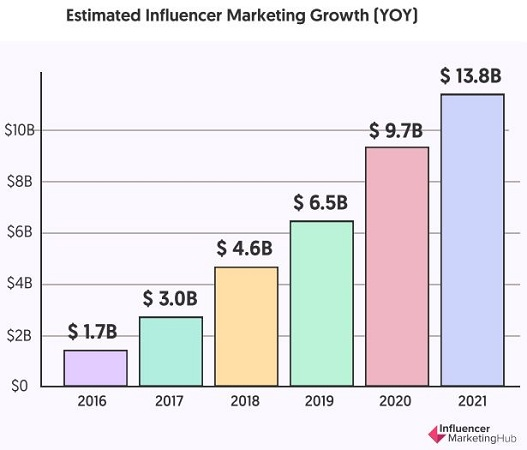 Estimated Influencer Marketing Growth (YOY)
$ 13.8B
$10B
$ 9.7B
$8B
$ 6.5B
$6B
$ 4.6B
$4B
$ 3.0B
$2B
$ 1.7B
$0
2016 2017 2018 2019 2020 2021
Influencer
MarketingHub